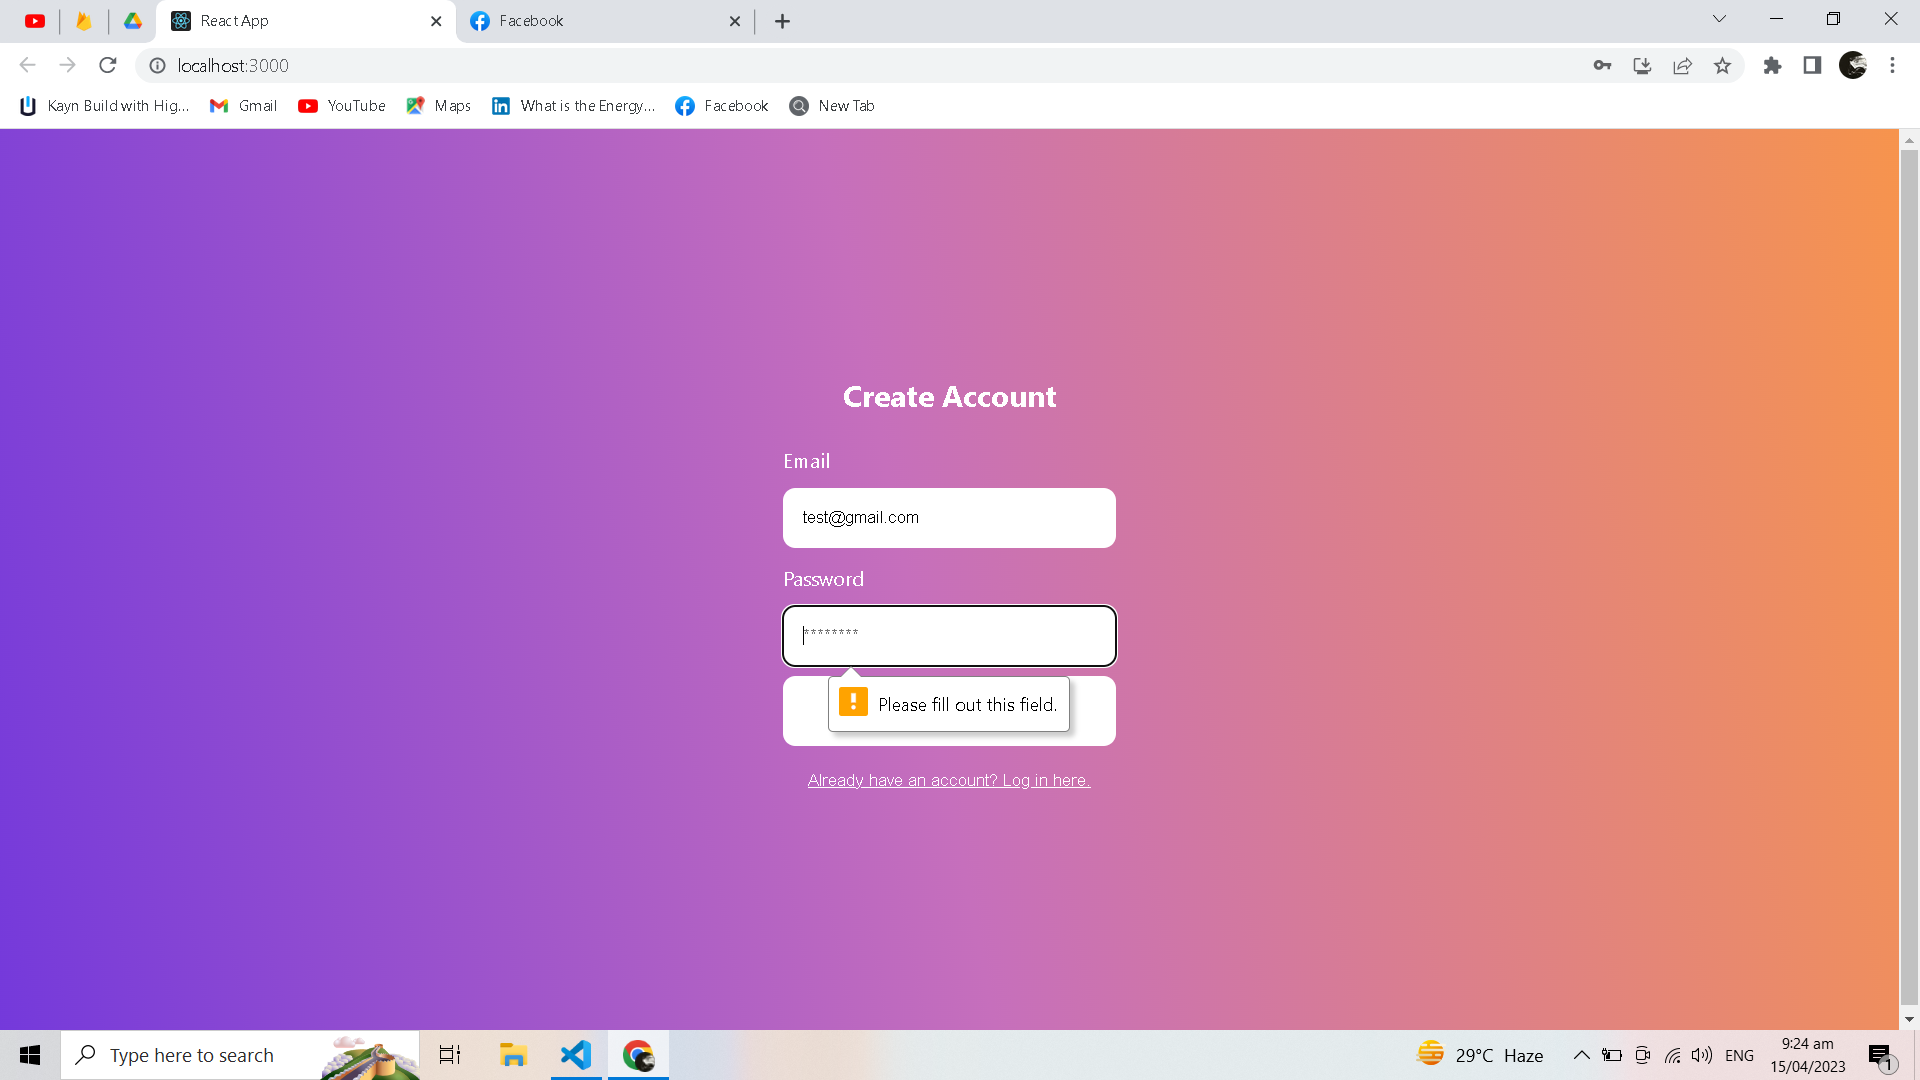 React App
Facebook
localhost:3000
Kayn Build with Hig...
Gmail
YouTube
Maps
What is the Energy...
Facebook
New Tab
Create Account
Email
test@gmail.com
Password
********
Please fill out this field.
Already have an account? Log in here.
Type here to search
29°C Haze
ENG
9:24 am
15/04/2023
1